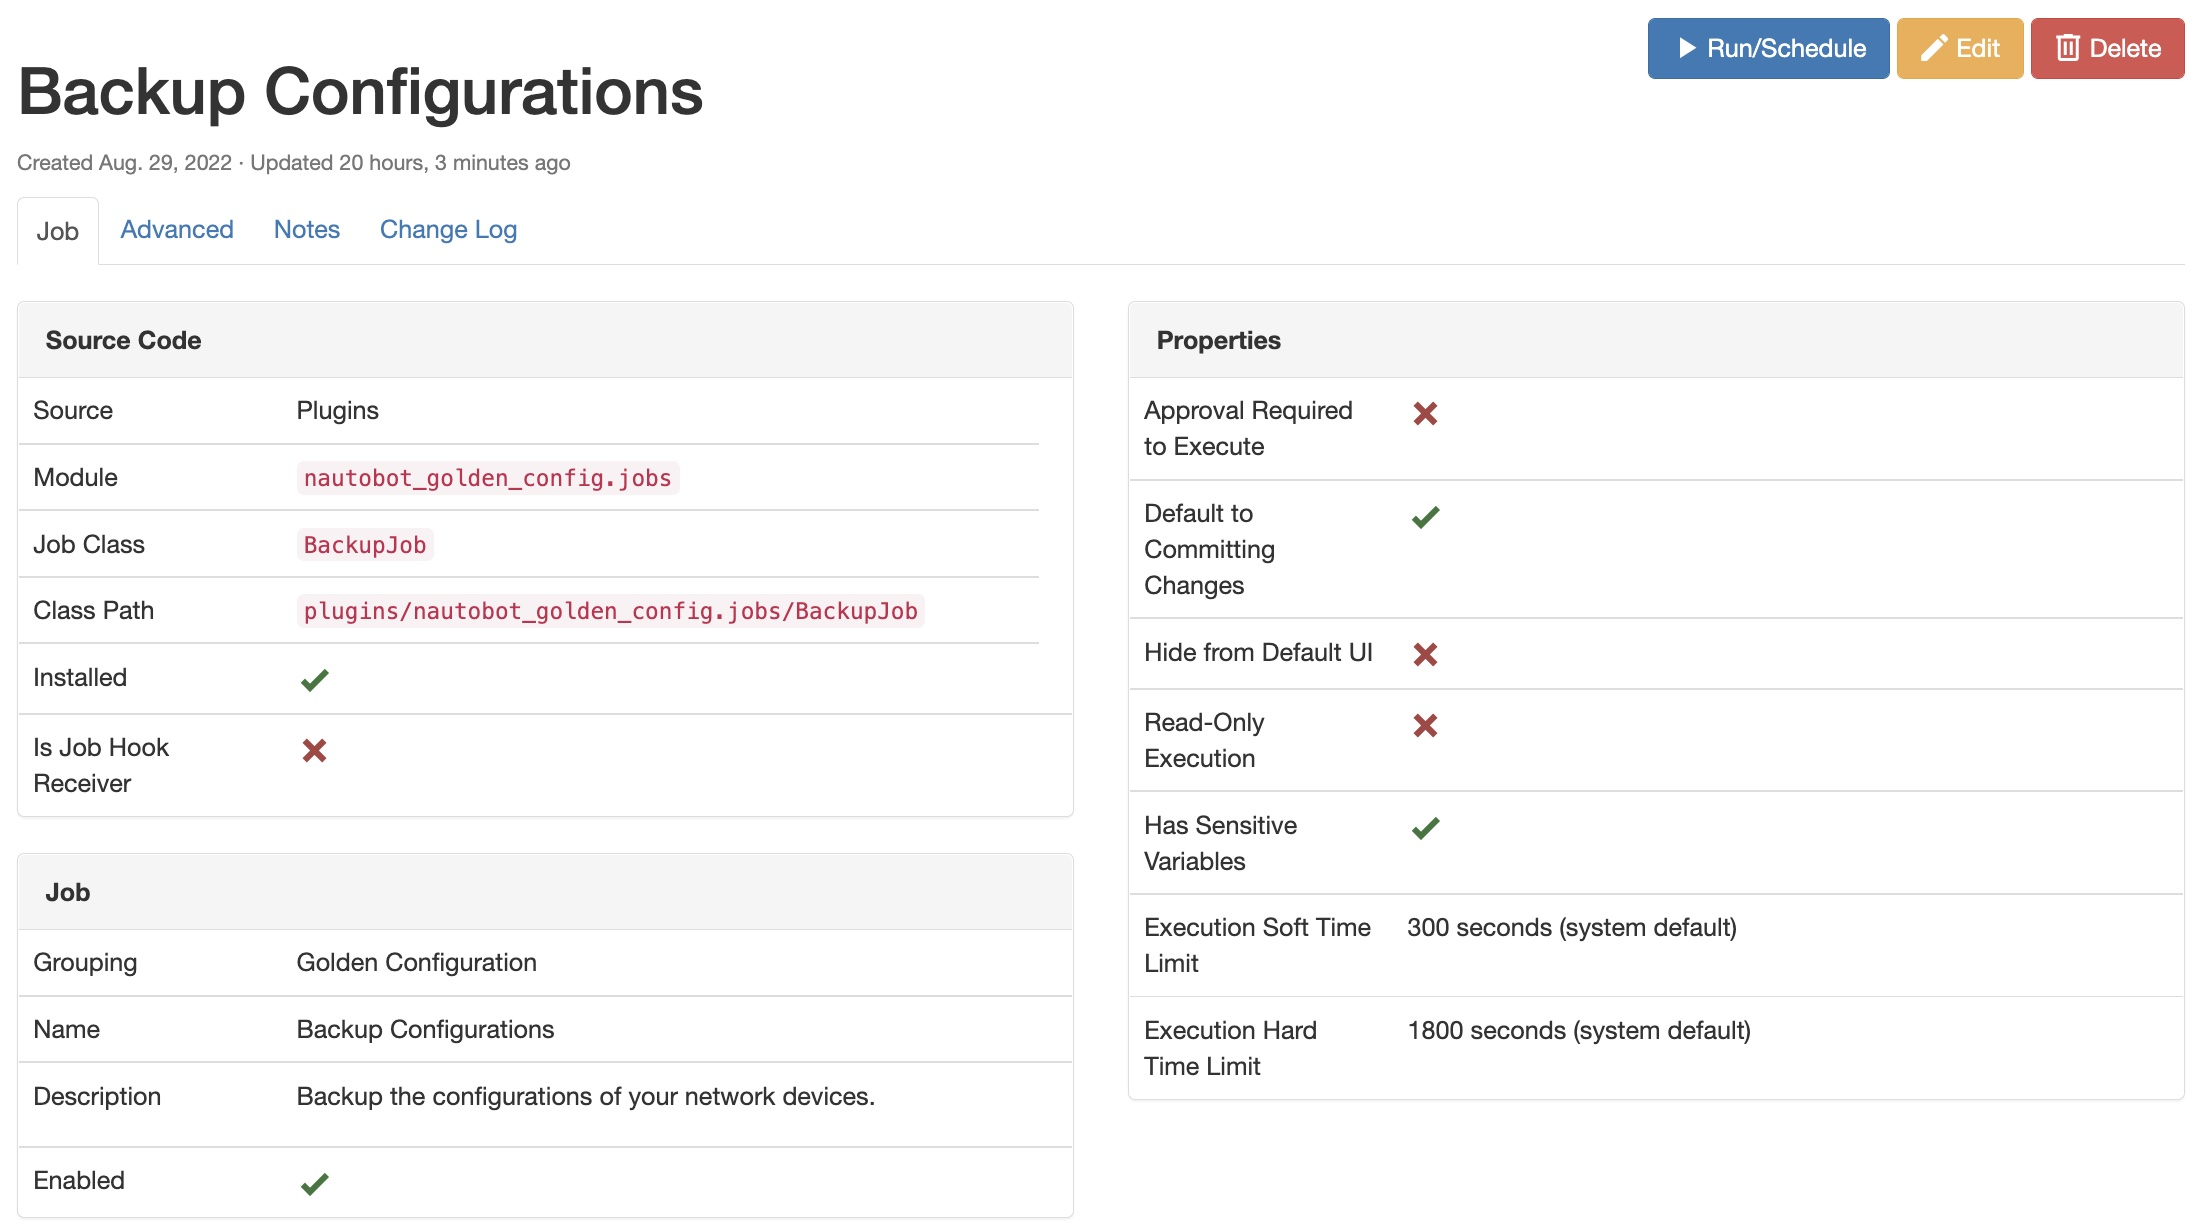 Run/Schedule
Edit
Delete
Backup Configurations
Created Aug. 29, 2022 · Updated 20 hours, 3 minutes ago
Job
Advanced
Notes
Change Log
Source Code
Source
Plugins
Module
nautobot_golden_config.jobs
Job Class
BackupJob
Class Path
plugins/nautobot_golden_config.jobs/BackupJob
Installed
Is Job Hook
Receiver
Job
Grouping
Golden Configuration
Name
Backup Configurations
Description
Backup the configurations of your network devices.
Enabled
Properties
Approval Required
to Execute
Default to
Committing
Changes
Hide from Default UI
Read-Only
Execution
Has Sensitive
Variables
Execution Soft Time
Limit
300 seconds (system default)
Execution Hard
Time Limit
1800 seconds (system default)